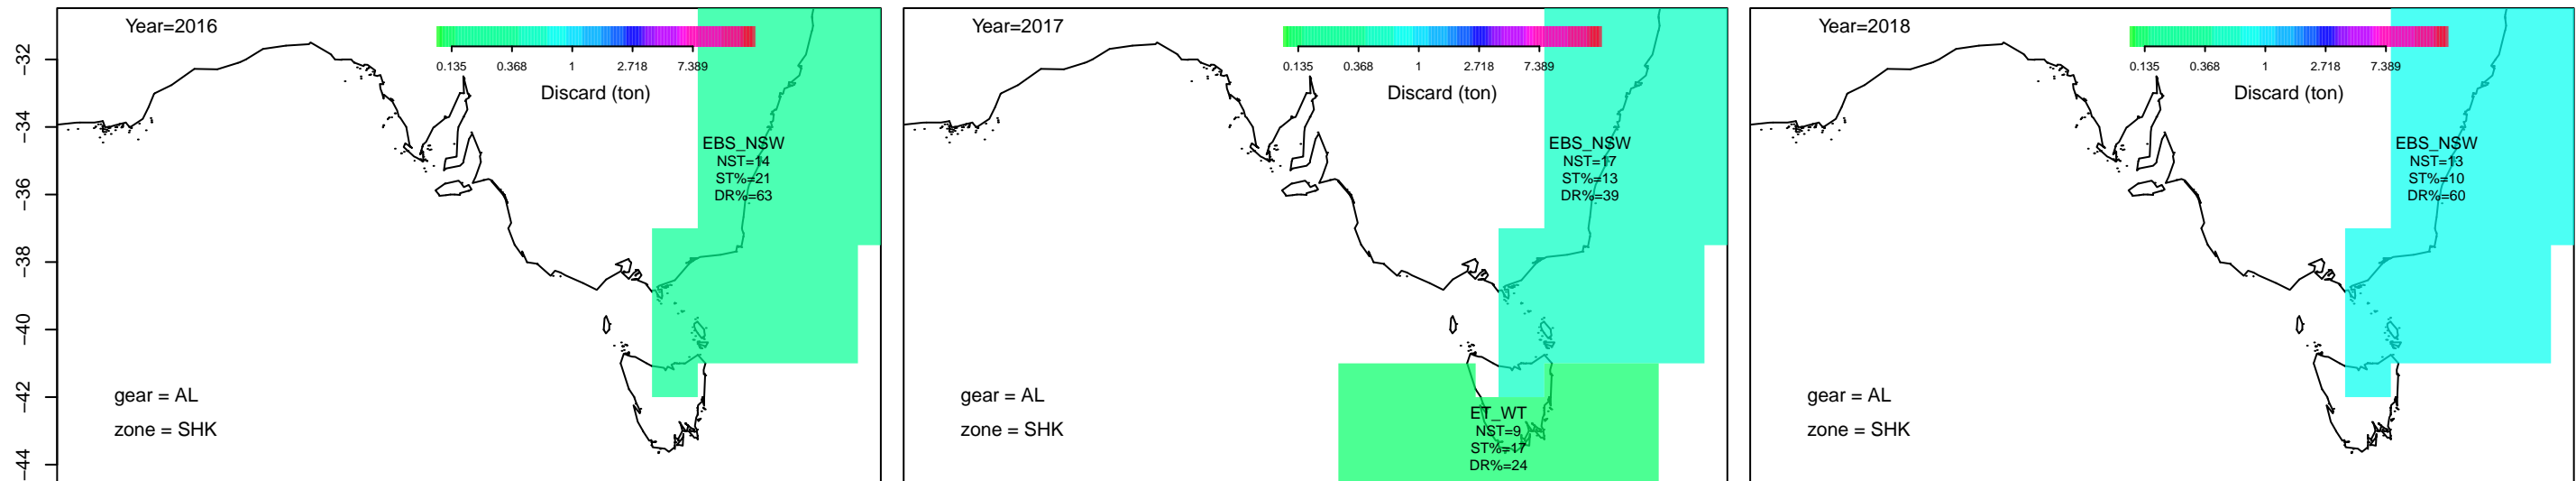 Year=2016
0.135 0.368 1 2.718 7.389
Discard (ton)
EBS_NSW
NST=14
ST%=21
DR%=63
gear = AL
zone = SHK
−32
−34
−36
−38
−40
−42
−44
Year=2017
0.135 0.368 1 2.718 7.389
Discard (ton)
EBS_NSW
NST=17
ST%=13
DR%=39
ET_WT
NST=9
ST%=17
DR%=24
gear = AL
zone = SHK
Year=2018
0.135 0.368 1 2.718 7.389
Discard (ton)
EBS_NSW
NST=13
ST%=10
DR%=60
gear = AL
zone = SHK